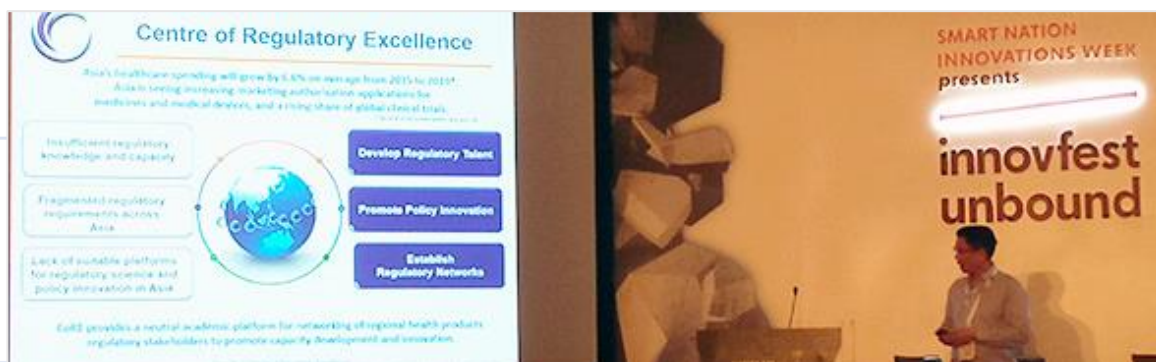 Centre of Regulatory Excellence
Asia's healthcare spending will grow by 6.6% on average from 2015 to 2019*.
Asia is seeing increasing marketing authorisation applications for
medicines and medical devices, and a rising share of global clinical trials.
Insufficient regulatory
knowledge and capacity
Fragmented regulatory
requirements across
Asia
Lack of suitable platforms
for regulatory science and
policy innovation in Asia
Develop Regulatory Talent
Promote Policy Innovation
Establish
Regulatory Networks
CoRE provides a neutral academic platform for networking of regional health products
regulatory stakeholders to promote capacity development and innovation.
SMART NATION
INNOVATIONS WEEK
presents
innovfest
unbound